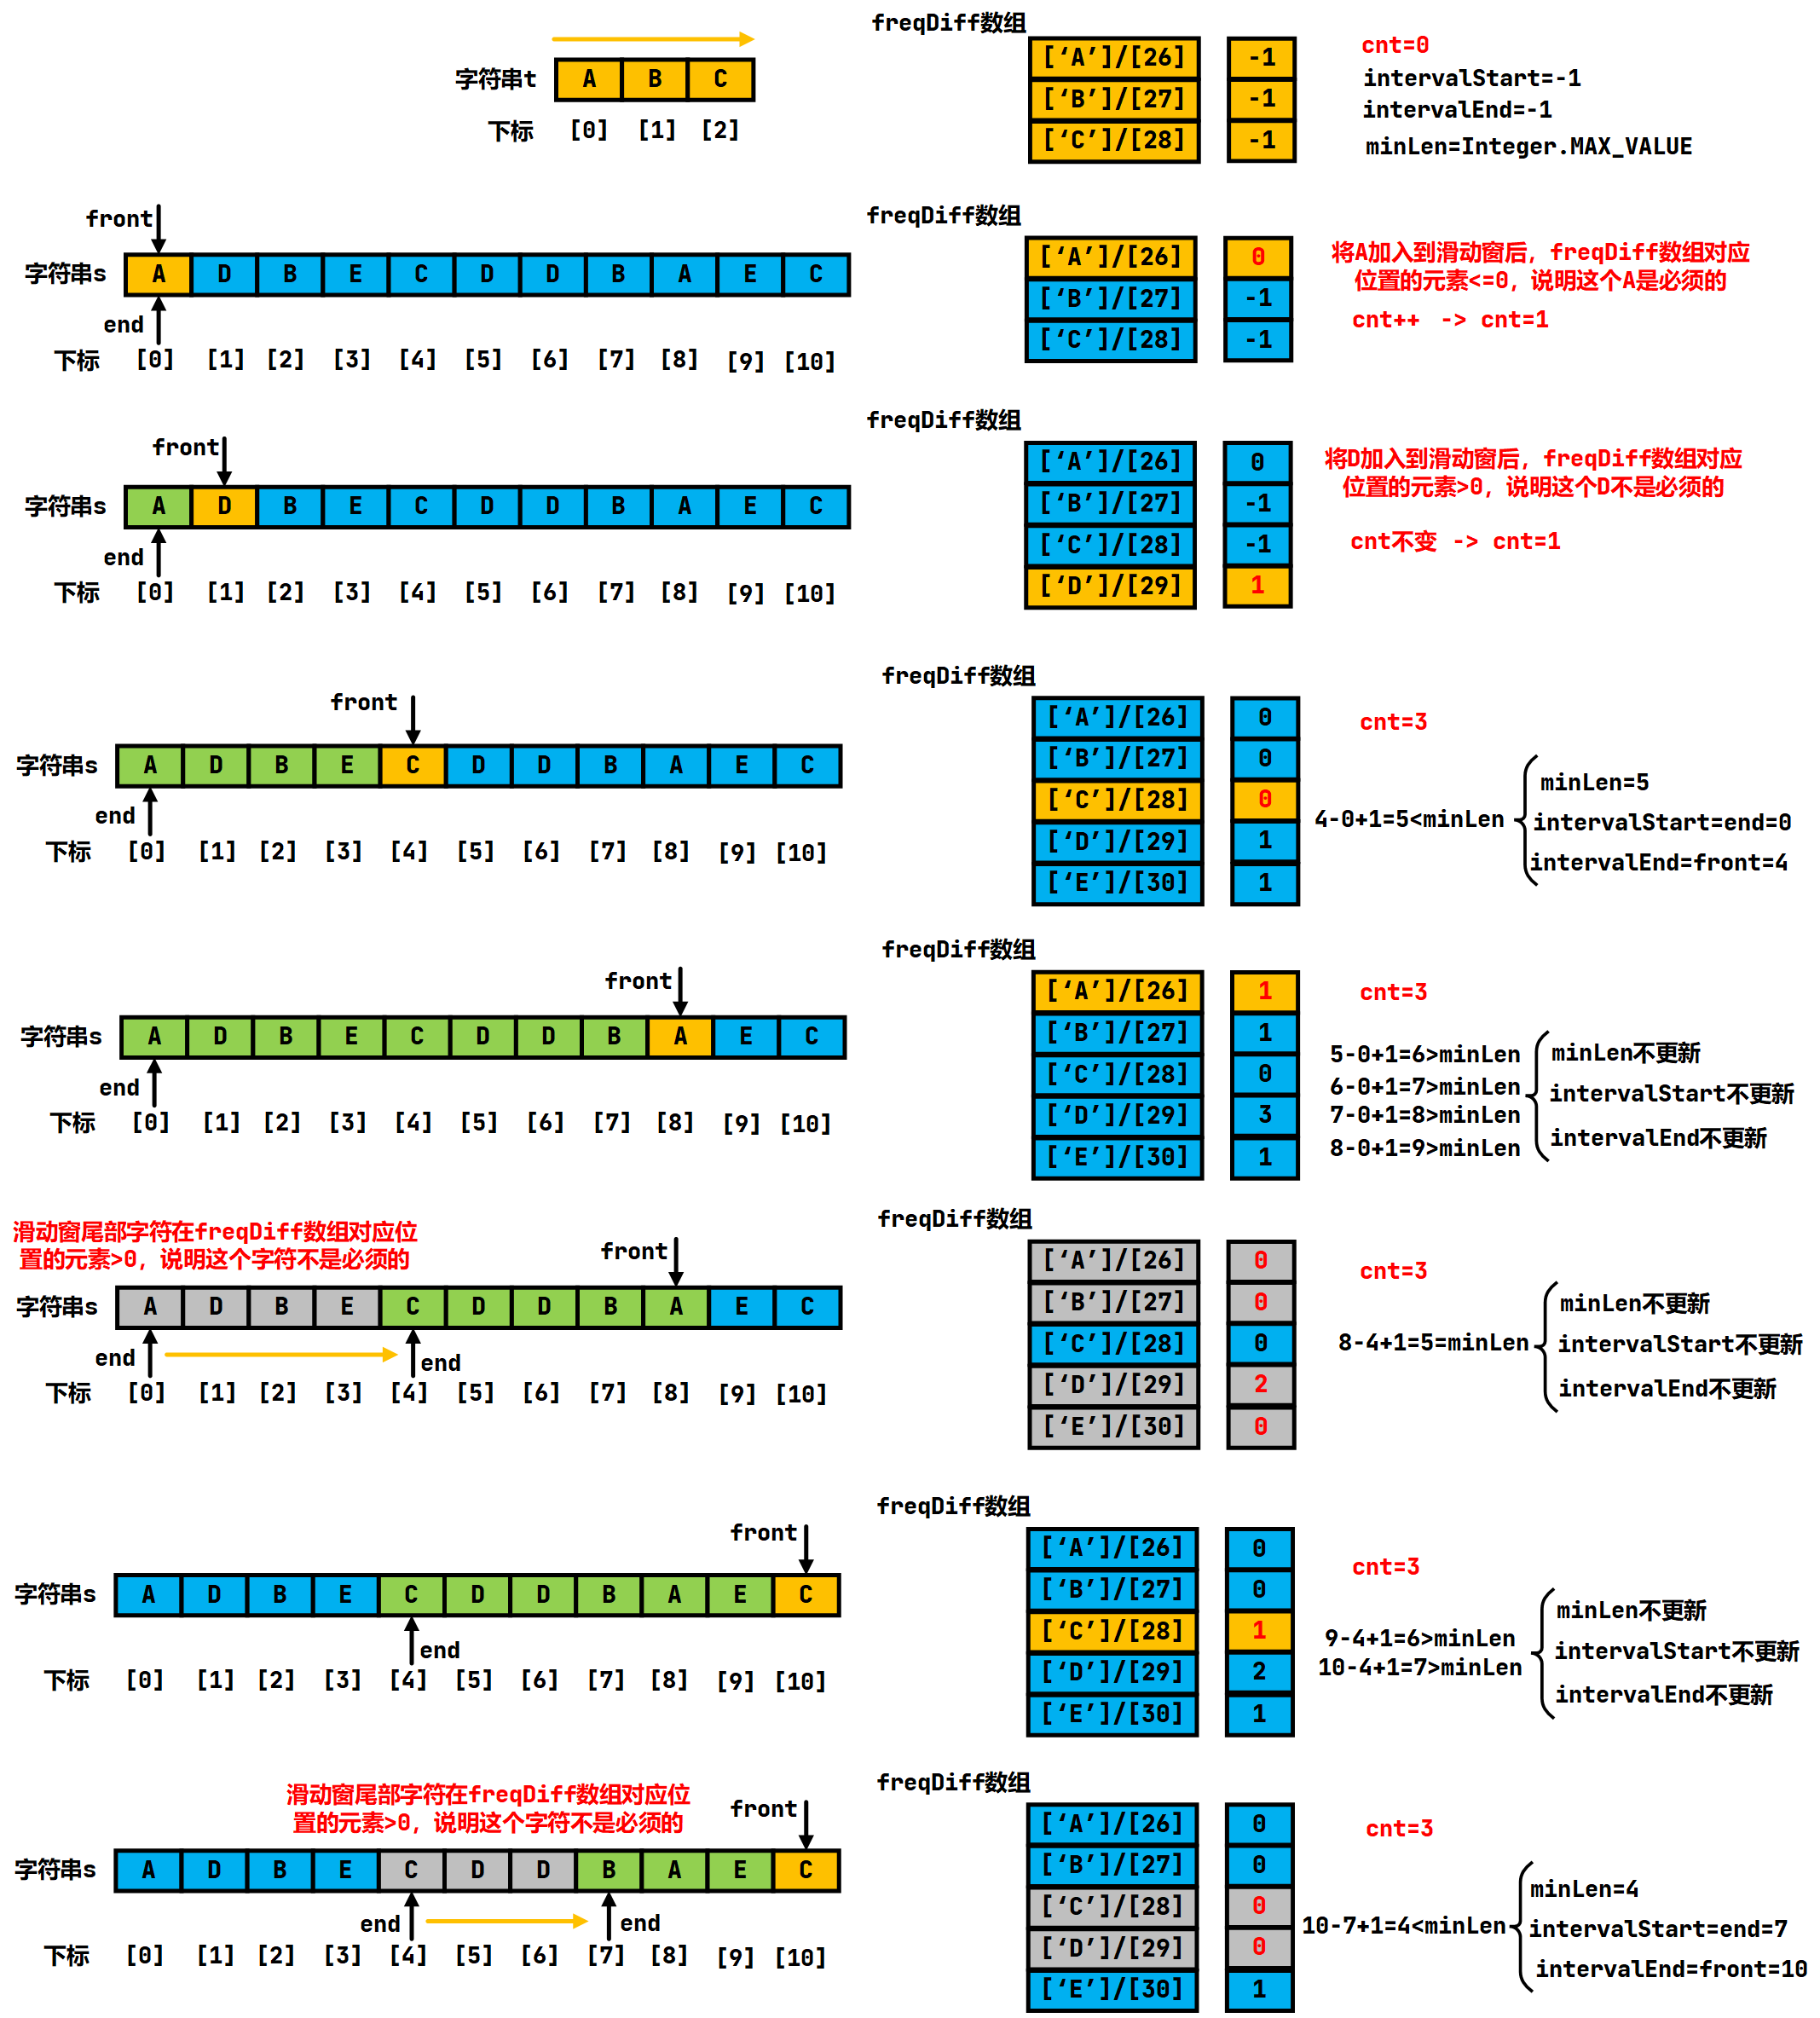 freqDiff数组
字符串t A B C
下标 [0] [1] [2]
[‘A’]/[26] -1
[‘B’]/[27] -1
[‘C’]/[28] -1
cnt=0
intervalStart=-1
intervalEnd=-1
minLen=Integer.MAX_VALUE
front
字符串s A D B E C D D B A E C
end
下标 [0] [1] [2] [3] [4] [5] [6] [7] [8] [9] [10]
freqDiff数组
[‘A’]/[26] 0
[‘B’]/[27] -1
[‘C’]/[28] -1
将A加入到滑动窗后，freqDiff数组对应
位置的元素<=0，说明这个A是必须的
cnt++ -> cnt=1
front
字符串s A D B E C D D B A E C
end
下标 [0] [1] [2] [3] [4] [5] [6] [7] [8] [9] [10]
freqDiff数组
[‘A’]/[26] 0
[‘B’]/[27] -1
[‘C’]/[28] -1
[‘D’]/[29] 1
将D加入到滑动窗后，freqDiff数组对应
位置的元素>0，说明这个D不是必须的
cnt不变 -> cnt=1
front
字符串s A D B E C D D B A E C
end
下标 [0] [1] [2] [3] [4] [5] [6] [7] [8] [9] [10]
freqDiff数组
[‘A’]/[26] 0
[‘B’]/[27] 0
[‘C’]/[28] 0
[‘D’]/[29] 1
[‘E’]/[30] 1
cnt=3
4-0+1=5<minLen
minLen=5
intervalStart=end=0
intervalEnd=front=4
front
字符串s A D B E C D D B A E C
end
下标 [0] [1] [2] [3] [4] [5] [6] [7] [8] [9] [10]
freqDiff数组
[‘A’]/[26] 1
[‘B’]/[27] 1
[‘C’]/[28] 0
[‘D’]/[29] 3
[‘E’]/[30] 1
cnt=3
5-0+1=6>minLen
6-0+1=7>minLen
7-0+1=8>minLen
8-0+1=9>minLen
minLen不更新
intervalStart不更新
intervalEnd不更新
滑动窗尾部字符在freqDiff数组对应位
置的元素>0，说明这个字符不是必须的
front
字符串s A D B E C D D B A E C
end end
下标 [0] [1] [2] [3] [4] [5] [6] [7] [8] [9] [10]
freqDiff数组
[‘A’]/[26] 0
[‘B’]/[27] 0
[‘C’]/[28] 0
[‘D’]/[29] 2
[‘E’]/[30] 0
cnt=3
8-4+1=5=minLen
minLen不更新
intervalStart不更新
intervalEnd不更新
front
字符串s A D B E C D D B A E C
end
下标 [0] [1] [2] [3] [4] [5] [6] [7] [8] [9] [10]
freqDiff数组
[‘A’]/[26] 0
[‘B’]/[27] 0
[‘C’]/[28] 1
[‘D’]/[29] 2
[‘E’]/[30] 1
cnt=3
9-4+1=6>minLen
10-4+1=7>minLen
minLen不更新
intervalStart不更新
intervalEnd不更新
滑动窗尾部字符在freqDiff数组对应位
置的元素>0，说明这个字符不是必须的
front
字符串s A D B E C D D B A E C
end end
下标 [0] [1] [2] [3] [4] [5] [6] [7] [8] [9] [10]
freqDiff数组
[‘A’]/[26] 0
[‘B’]/[27] 0
[‘C’]/[28] 0
[‘D’]/[29] 0
[‘E’]/[30] 1
cnt=3
10-7+1=4<minLen
minLen=4
intervalStart=end=7
intervalEnd=front=10